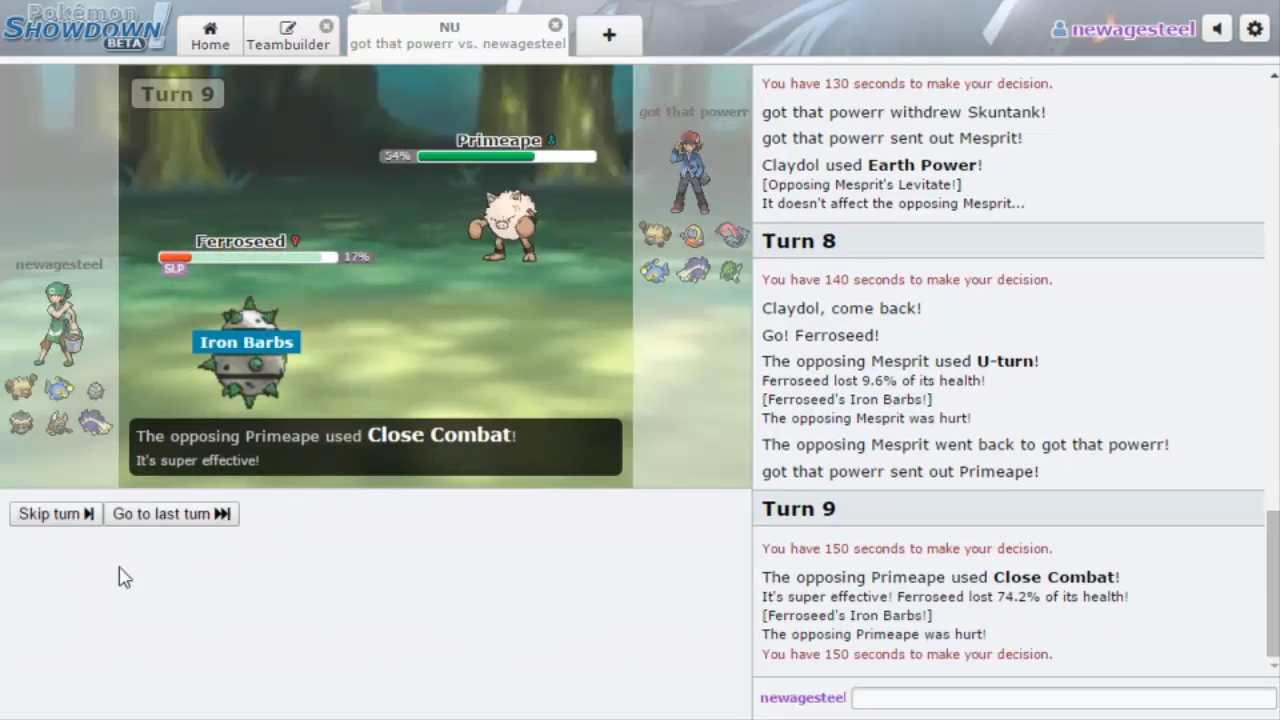 Pokémon
SHOWDOWN!
BETA
Home
Teambuilder
NU
got that powerr vs. newagesteel
+
newagesteel
Turn 9
got that powerr
Primeape
54%
Ferroseed
17%
SLP
newagesteel
Iron Barbs
The opposing Primeape used Close Combat!
It's super effective!
Skip turn
Go to last turn
You have 130 seconds to make your decision.
got that powerr withdrew Skuntank!
got that powerr sent out Mesprit!
Claydol used Earth Power!
[Opposing Mesprit's Levitate!]
It doesn't affect the opposing Mesprit...
Turn 8
You have 140 seconds to make your decision.
Claydol, come back!
Go! Ferroseed!
The opposing Mesprit used U-turn!
Ferroseed lost 9.6% of its health!
[Ferroseed's Iron Barbs!]
The opposing Mesprit was hurt!
The opposing Mesprit went back to got that powerr!
got that powerr sent out Primeape!
Turn 9
You have 150 seconds to make your decision.
The opposing Primeape used Close Combat!
It's super effective! Ferroseed lost 74.2% of its health!
[Ferroseed's Iron Barbs!]
The opposing Primeape was hurt!
You have 150 seconds to make your decision.
newagesteel